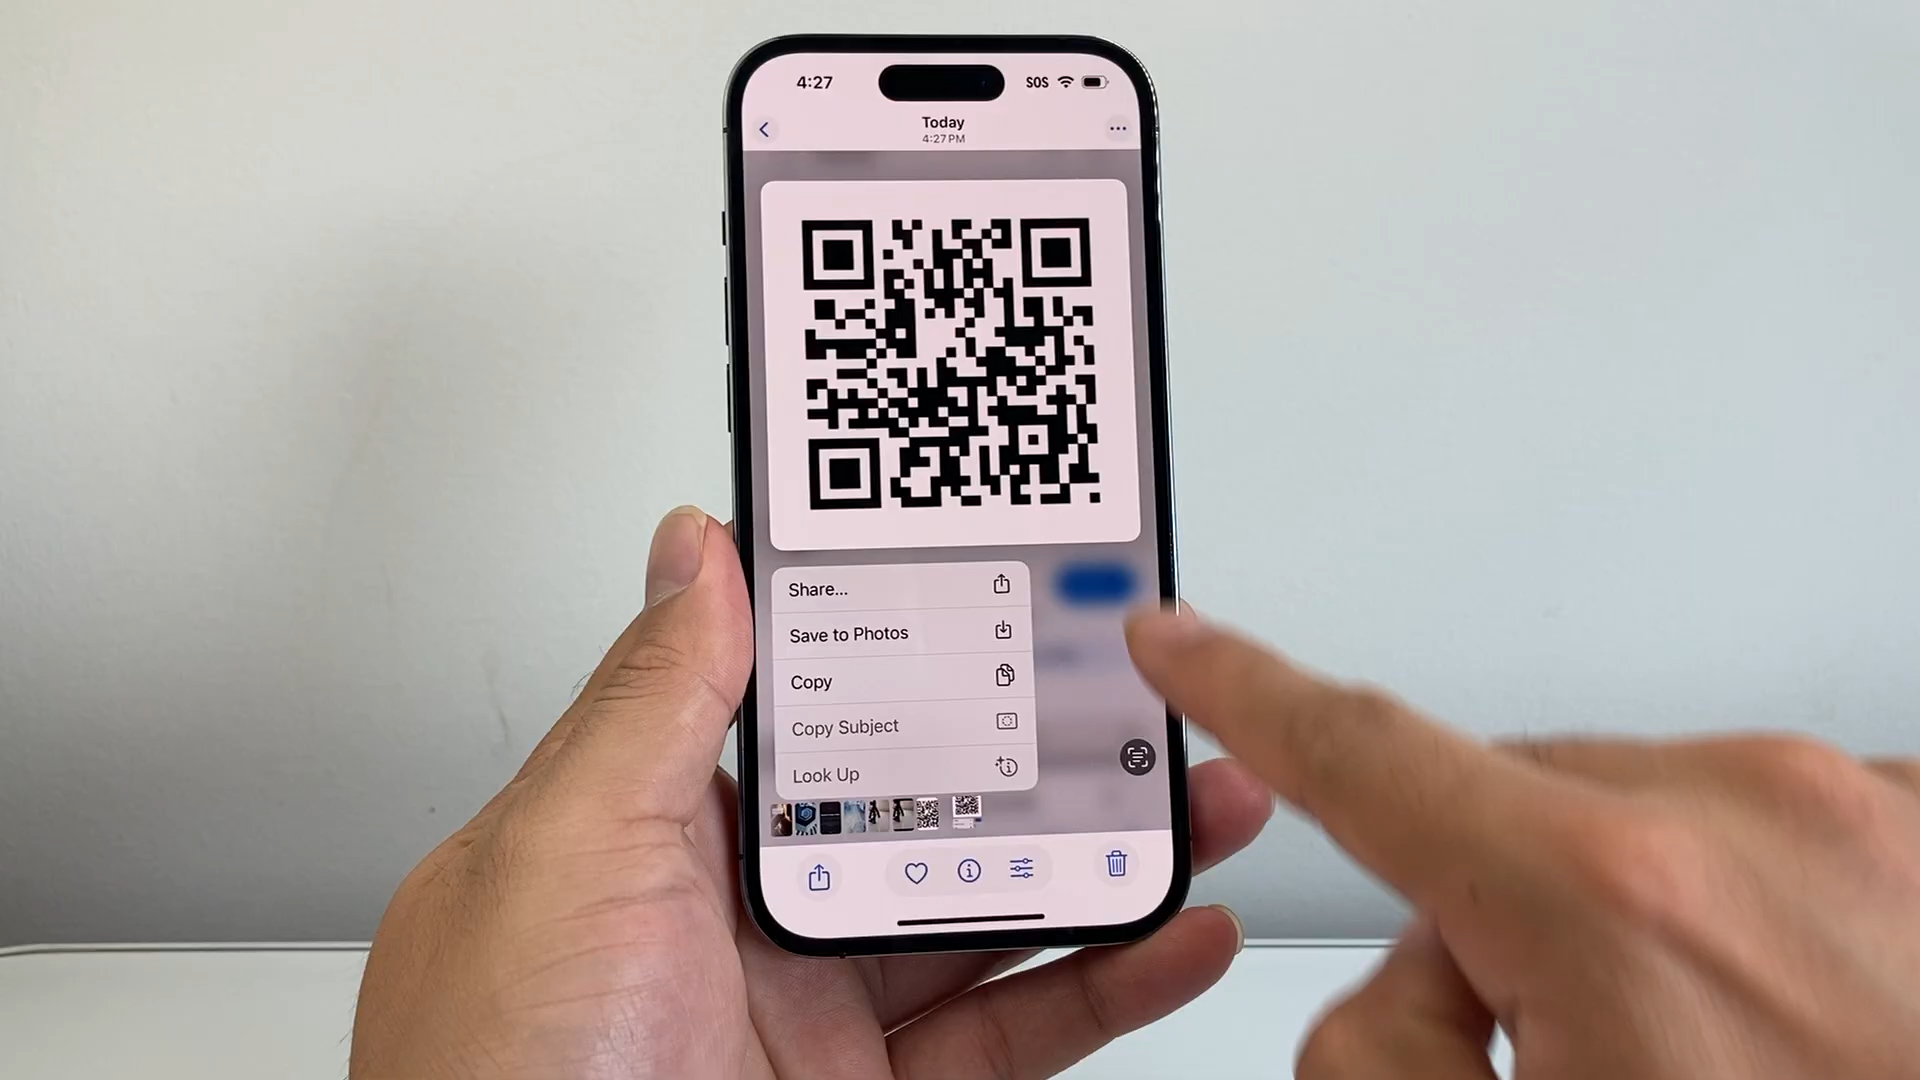 4:27
SOS
Today
4:27 PM
Share...
Save to Photos
Copy
Copy Subject
Look Up